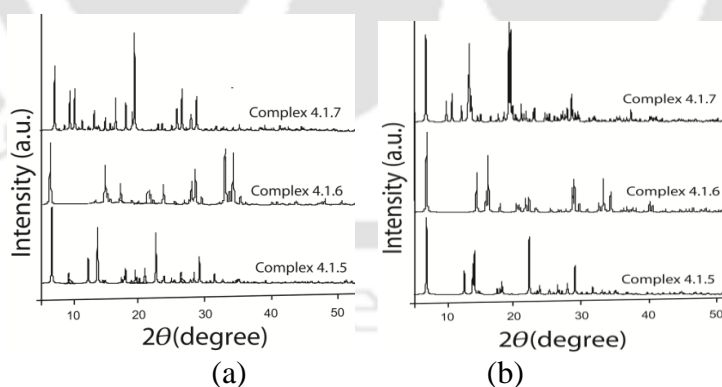 Intensity (a.u.)
Complex 4.1.7
Complex 4.1.6
Complex 4.1.5
10 20 30 40 50
2θ(degree)
(a)
Intensity (a.u.)
Complex 4.1.7
Complex 4.1.6
Complex 4.1.5
10 20 30 40 50
2θ(degree)
(b)